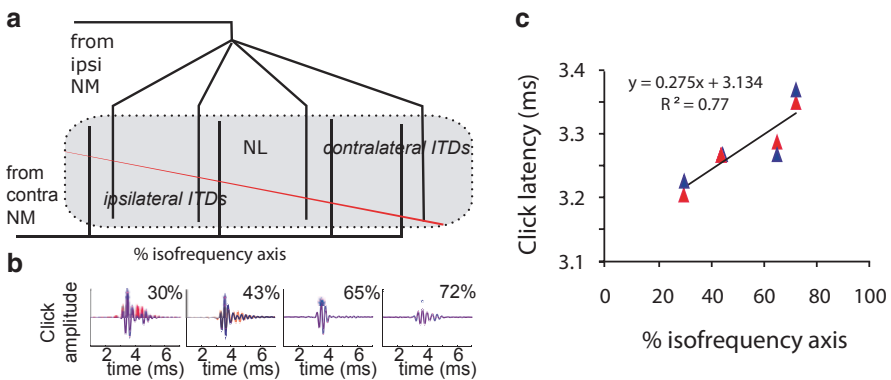 a
from
ipsi
NM
NL
contralateral ITDs
from
contra
NM
ipsilateral ITDs
% isofrequency axis
b
Click
amplitude
30%
43%
65%
72%
2 4 6
2 4 6
2 4 6
2 4 6
time (ms)
time (ms)
time (ms)
time (ms)
c
Click latency (ms)
3.4
3.3
3.2
3.1
y = 0.275x + 3.134
R² = 0.77
0 20 40 60 80 100
% isofrequency axis